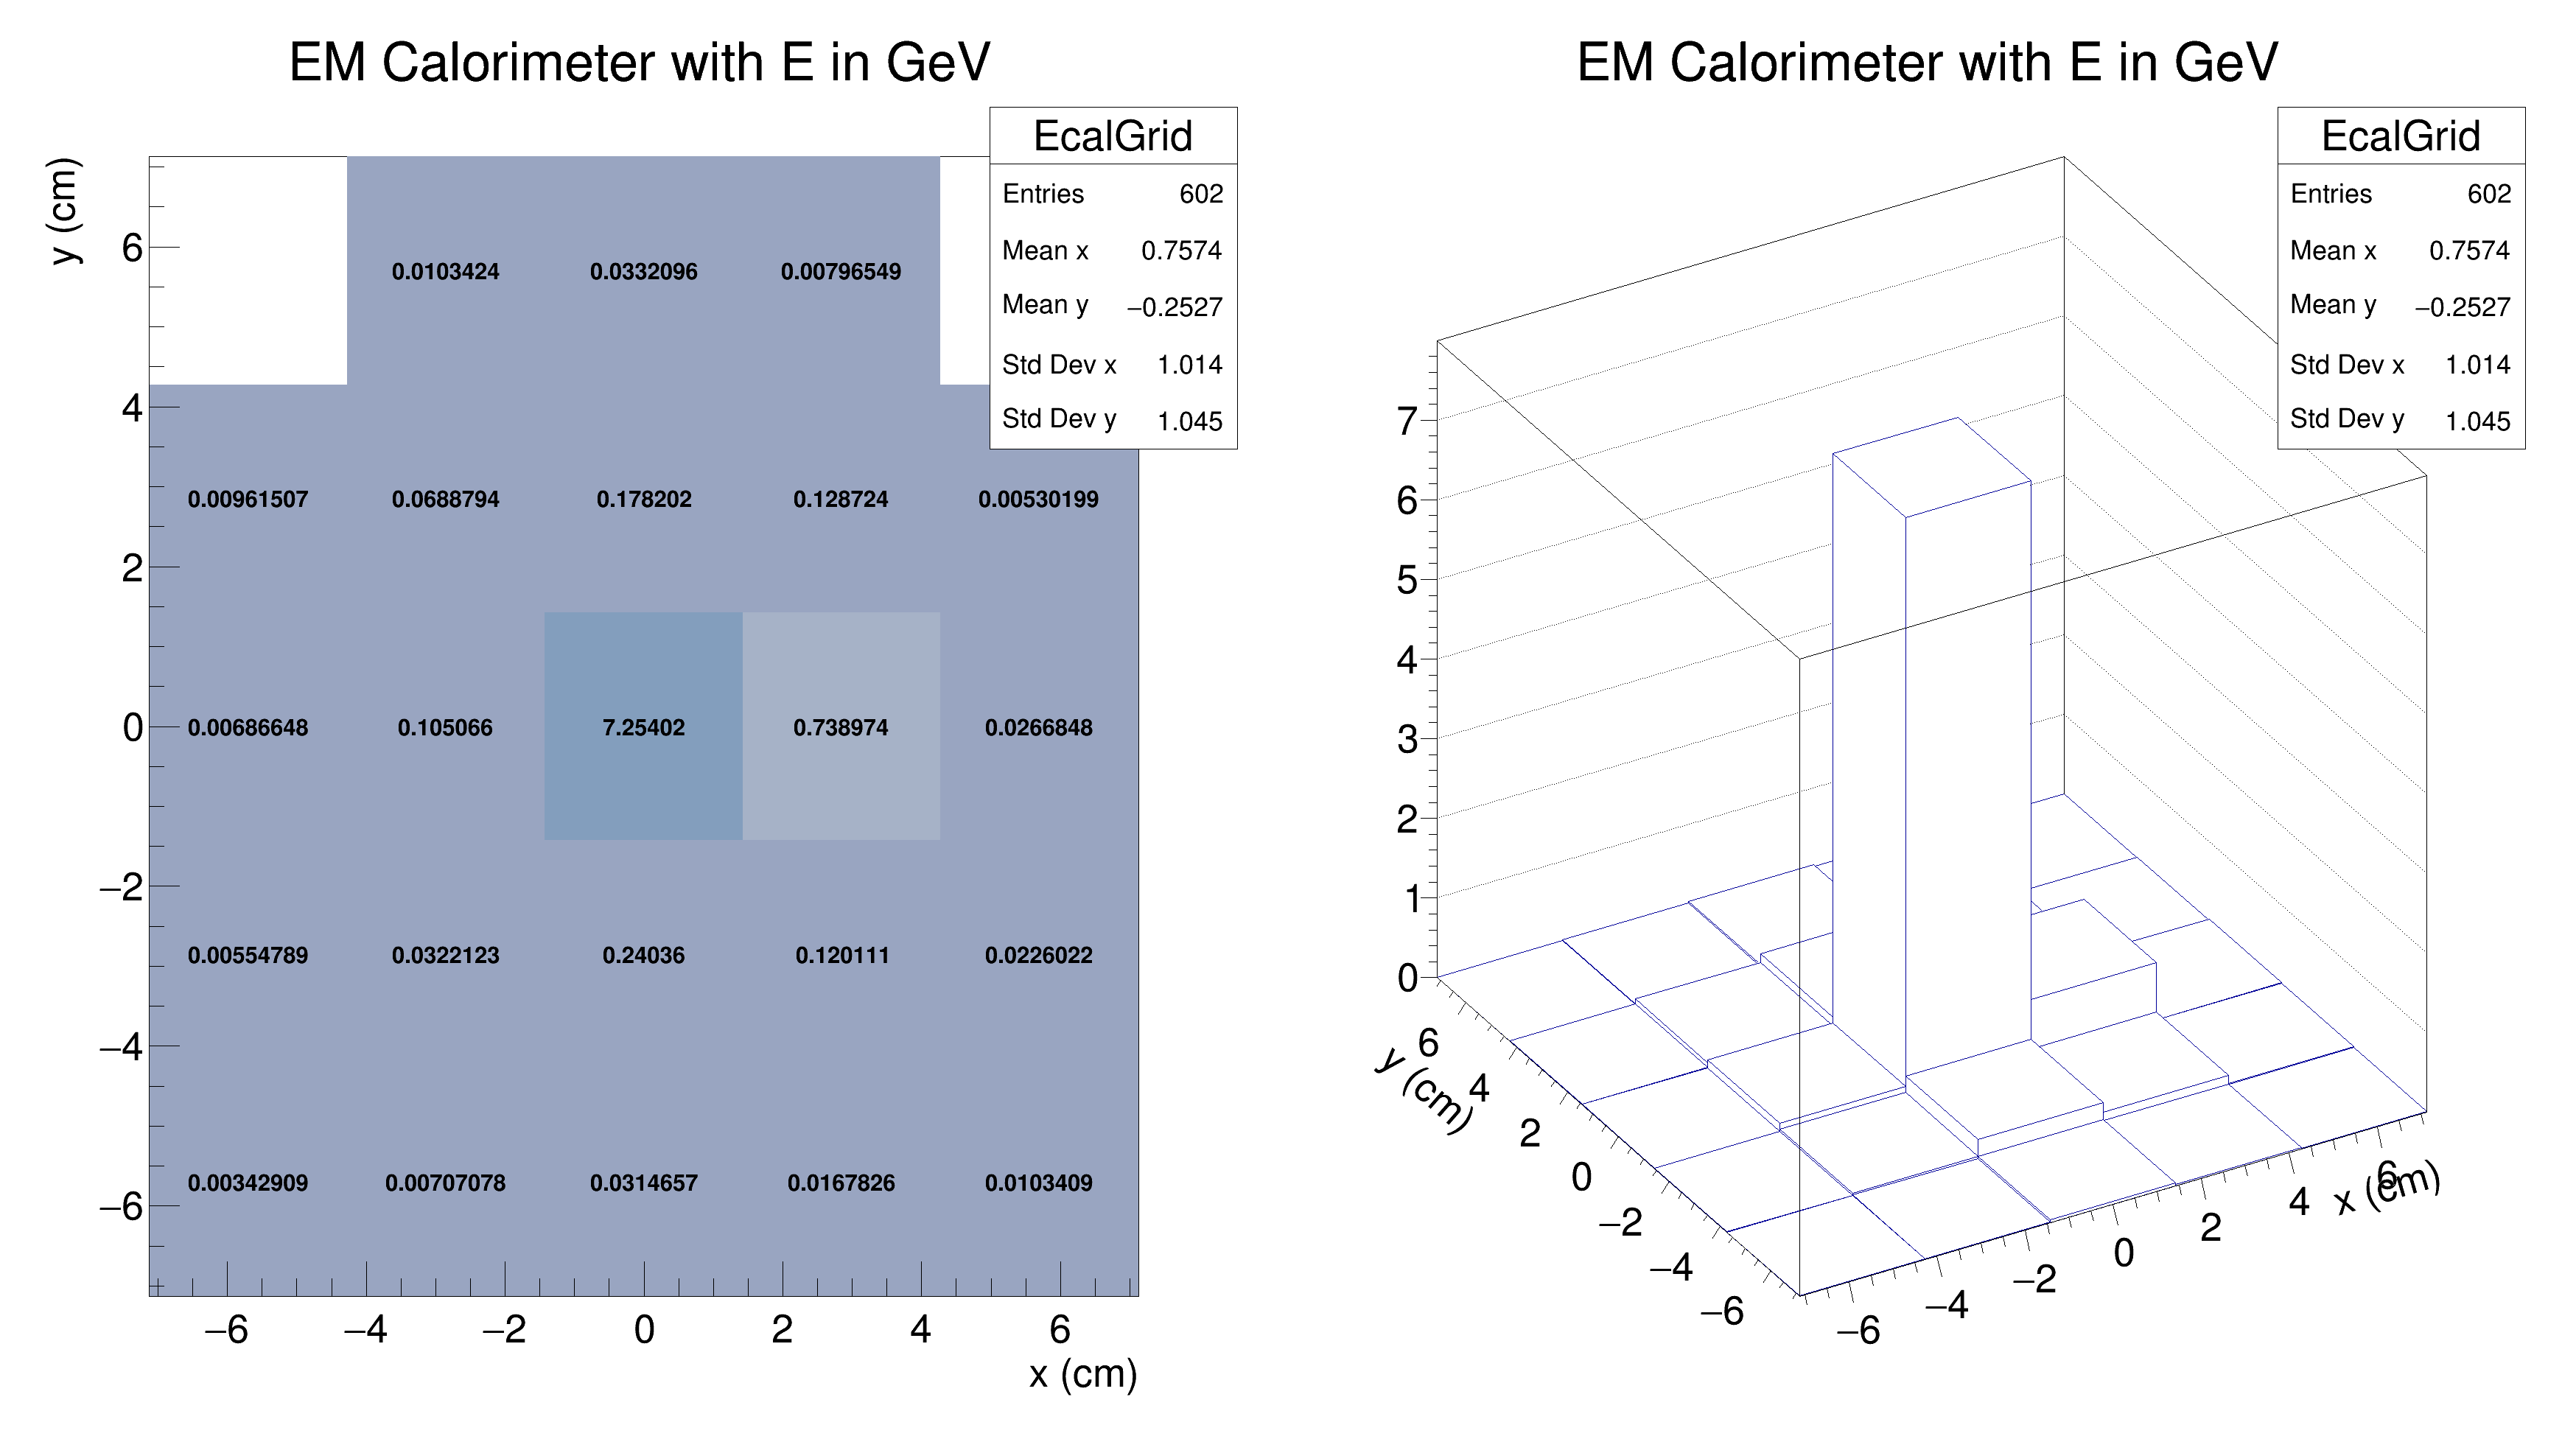 EM Calorimeter with E in GeV
EcalGrid
Entries 602
Mean x 0.7574
Mean y −0.2527
Std Dev x 1.014
Std Dev y 1.045
y (cm)
6
4
2
0
−2
−4
−6
0.0103424 0.0332096 0.00796549
0.00961507 0.0688794 0.178202 0.128724 0.00530199
0.00686648 0.105066 7.25402 0.738974 0.0266848
0.00554789 0.0322123 0.24036 0.120111 0.0226022
0.00342909 0.00707078 0.0314657 0.0167826 0.0103409
−6 −4 −2 0 2 4 6
x (cm)
EM Calorimeter with E in GeV
EcalGrid
Entries 602
Mean x 0.7574
Mean y −0.2527
Std Dev x 1.014
Std Dev y 1.045
7
6
5
4
3
2
1
0
y (cm)
6
4
2
0
−2
−4
−6
−6 −4 −2 0 2 4 6
x (cm)